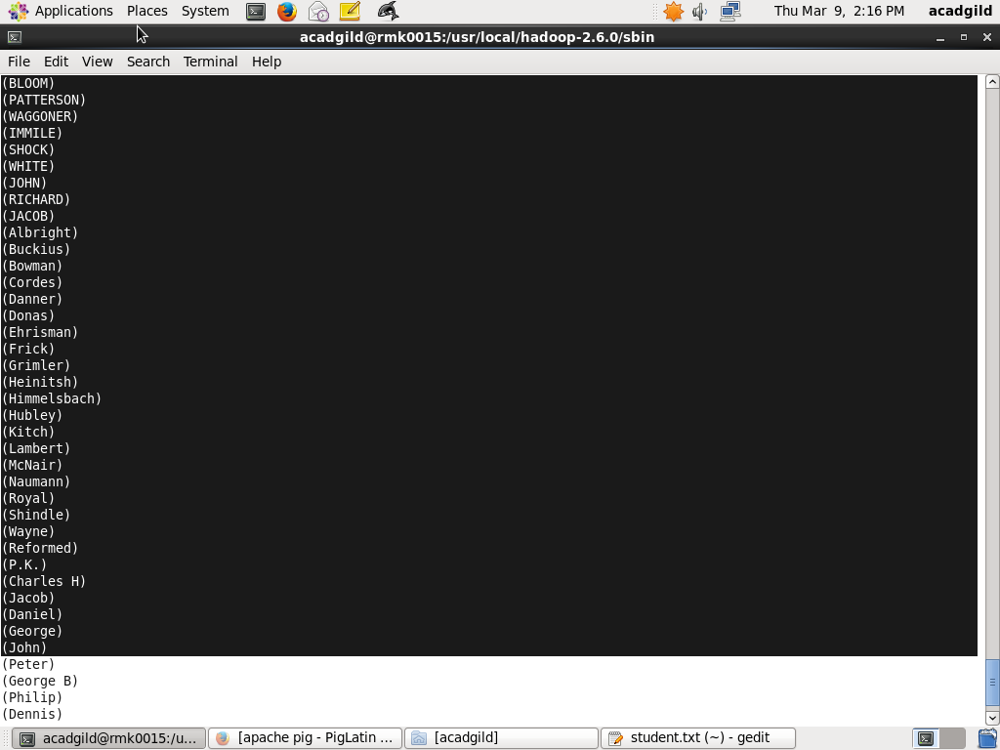 Applications Places System Thu Mar 9, 2:16 PM acadgild
acadgild@rmk0015:/usr/local/hadoop-2.6.0/sbin
File Edit View Search Terminal Help
(BLOOM)
(PATTERSON)
(WAGGONER)
(IMMILE)
(SHOCK)
(WHITE)
(JOHN)
(RICHARD)
(JACOB)
(Albright)
(Buckius)
(Bowman)
(Cordes)
(Danner)
(Donas)
(Ehrisman)
(Frick)
(Grimler)
(Heinitsh)
(Himmelsbach)
(Hubley)
(Kitch)
(Lambert)
(McNair)
(Naumann)
(Royal)
(Shindle)
(Wayne)
(Reformed)
(P.K.)
(Charles H)
(Jacob)
(Daniel)
(George)
(John)
(Peter)
(George B)
(Philip)
(Dennis)
acadgild@rmk0015:/u... [apache pig - PigLatin ... [acadgild] student.txt (~) - gedit